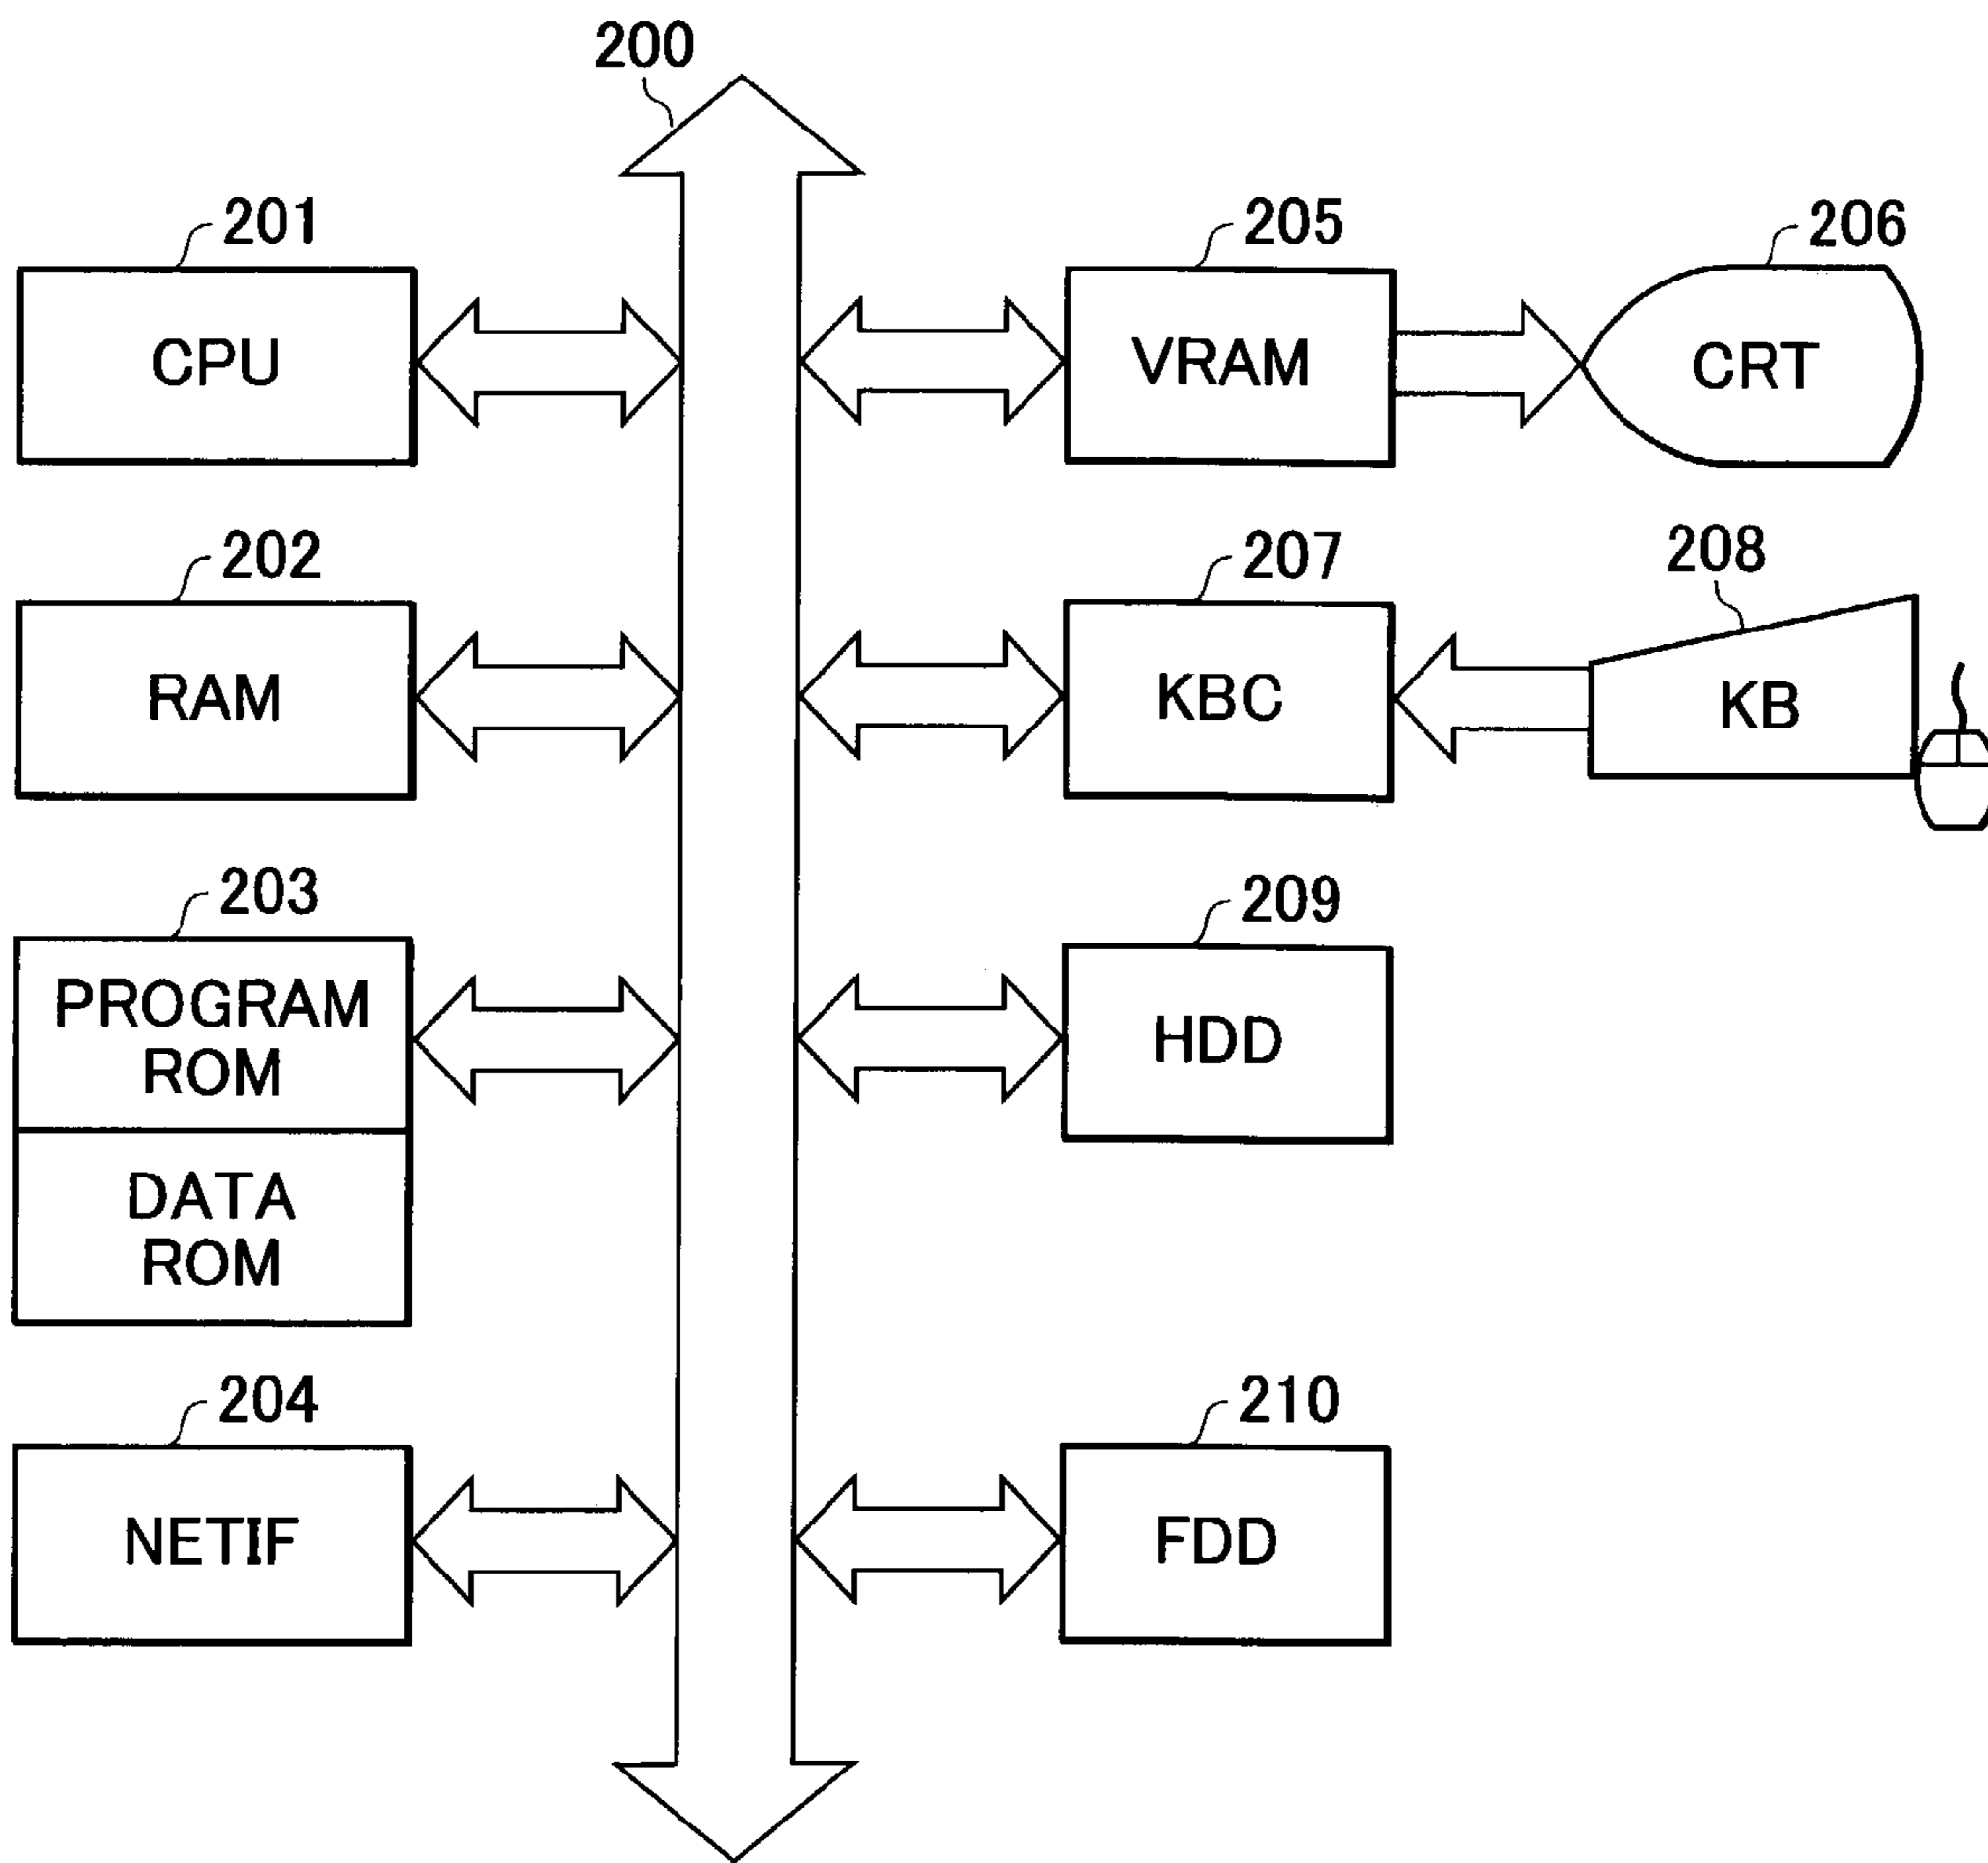 200
201
CPU
205
VRAM
206
CRT
202
RAM
207
KBC
208
KB
203
PROGRAM
ROM
DATA
ROM
209
HDD
204
NETIF
210
FDD